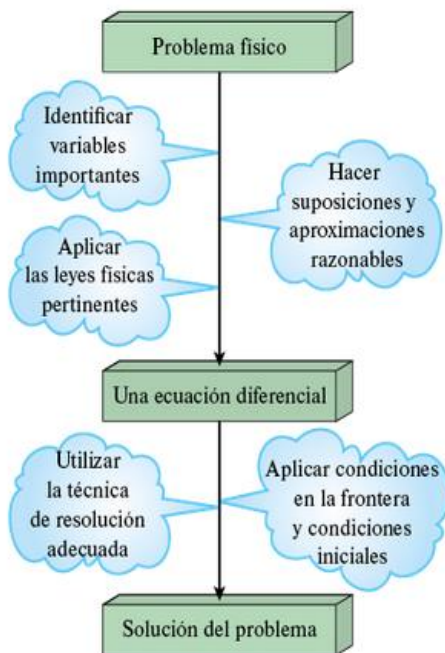 Problema físico
Identificar
variables
importantes
Hacer
suposiciones y
aproximaciones
razonables
Aplicar
las leyes físicas
pertinentes
Una ecuación diferencial
Utilizar
la técnica
de resolución
adecuada
Aplicar condiciones
en la frontera
y condiciones
iniciales
Solución del problema